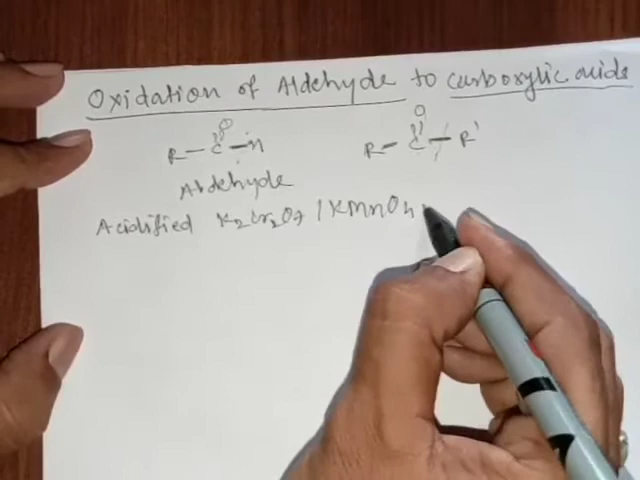 Oxidation of Aldehyde to carboxylic acids
O O
R-C-H R-C-R'
Aldehyde
Acidified K2Cr2O7 / KMnO4